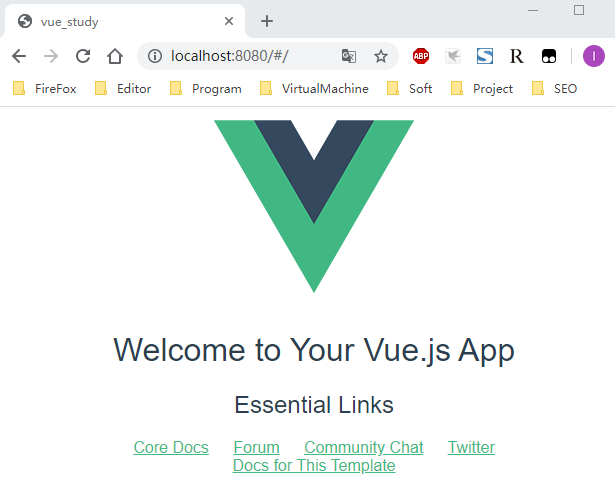 vue_study
localhost:8080/#/
ABP
S
R
I
FireFox Editor Program VirtualMachine Soft Project SEO
Welcome to Your Vue.js App
Essential Links
Core Docs Forum Community Chat Twitter
Docs for This Template